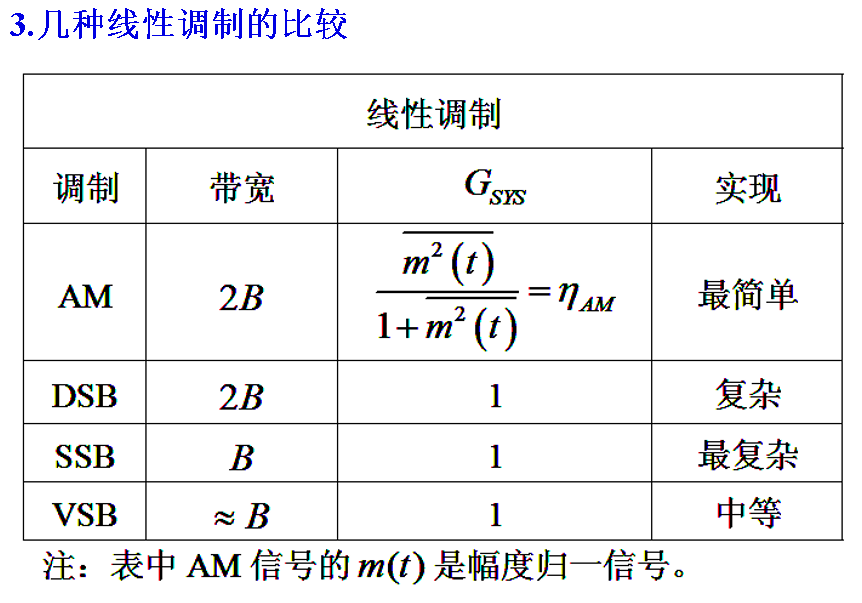 3.几种线性调制的比较
线性调制
调制 带宽 G_{SYS} 实现
AM 2B \frac{\overline{m^2(t)}}{1+\overline{m^2(t)}} = η_{AM} 最简单
DSB 2B 1 复杂
SSB B 1 最复杂
VSB ≈B 1 中等
注：表中 AM 信号的 m(t) 是幅度归一信号。